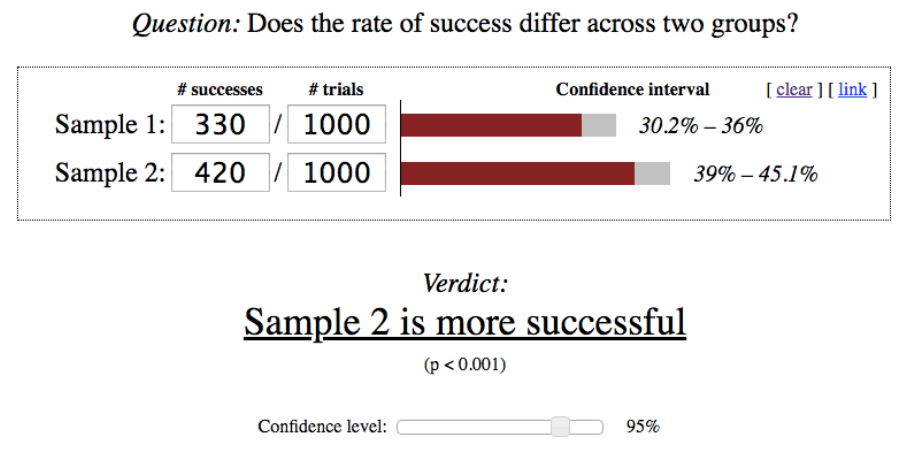 Question: Does the rate of success differ across two groups?
# successes # trials Confidence interval [ clear ] [ link ]
Sample 1: 330 / 1000 30.2% – 36%
Sample 2: 420 / 1000 39% – 45.1%
Verdict:
Sample 2 is more successful
(p < 0.001)
Confidence level: 95%